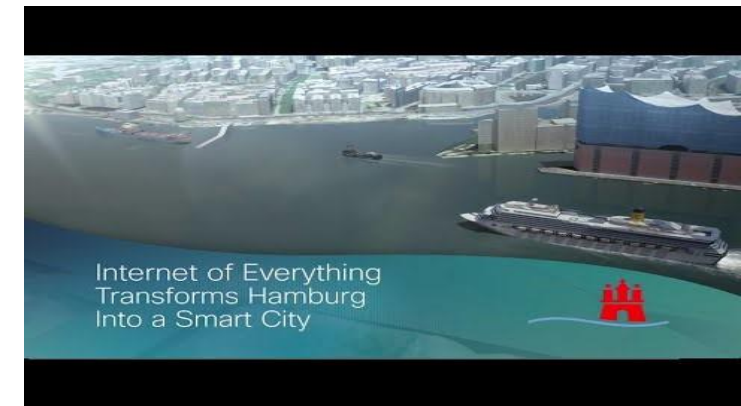 Internet of Everything
Transforms Hamburg
Into a Smart City